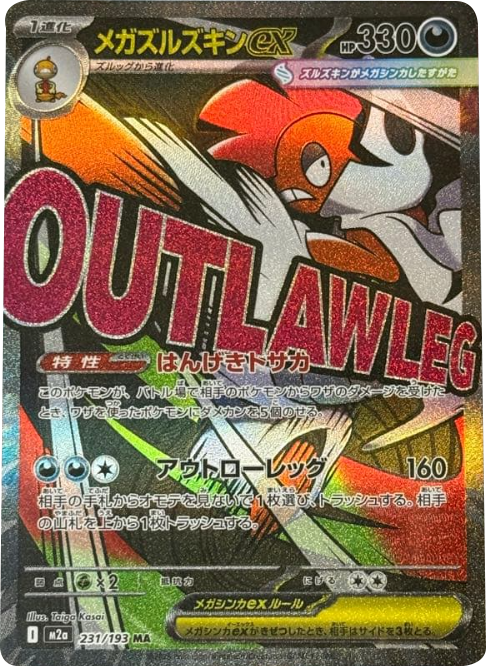 1進化
メガズルズキンex
HP330
ズルッグから進化
ズルズキンがメガシンカしたすがた
OUTLAW LEG
特性
とくせい
はんげきトサカ
このポケモンが、バトル場で相手のポケモンからワザのダメージを受けた
とき、ワザを使ったポケモンにダメカンを5個のせる。
アウトローレッグ 160
相手の手札からオモテを見ないで1枚選び、トラッシュする。相手
の山札を上から1枚トラッシュする。
弱点 ×2 抵抗力 にげる
メガシンカexルール
メガシンカexがきぜつしたとき、相手はサイドを3枚とる。
Illus. Taiga Kasai
m2a 231/193 MA